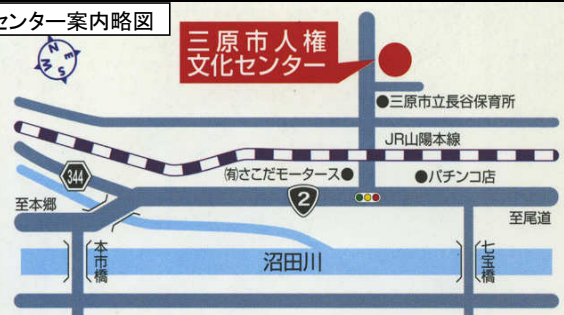 センター案内略図
N
E
S
W
三原市人権
文化センター
●三原市立長谷保育所
JR山陽本線
344
㈲さこだモータース●
●パチンコ店
2
至本郷
至尾道
本市橋
沼田川
七宝橋